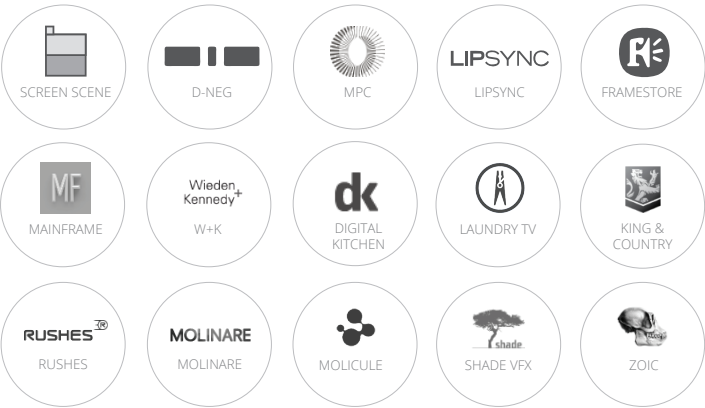 SCREEN SCENE
D-NEG
MPC
LIPSYNC
LIPSYNC
FRAMESTORE
MF
MAINFRAME
Wieden
Kennedy+
W+K
dk
DIGITAL
KITCHEN
LAUNDRY TV
KING &
COUNTRY
RUSHES R
RUSHES
MOLINARE
MOLINARE
MOLICULE
shade
SHADE VFX
ZOIC